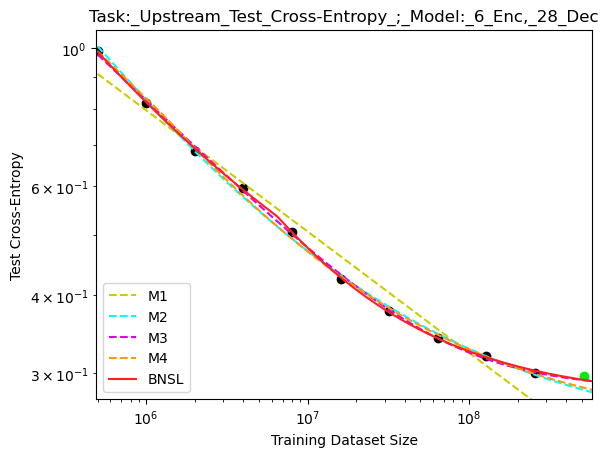 Task:_Upstream_Test_Cross-Entropy_;_Model:_6_Enc,_28_Dec
Test Cross-Entropy
10⁰
6 × 10⁻¹
4 × 10⁻¹
3 × 10⁻¹
M1
M2
M3
M4
BNSL
10⁶
10⁷
10⁸
Training Dataset Size